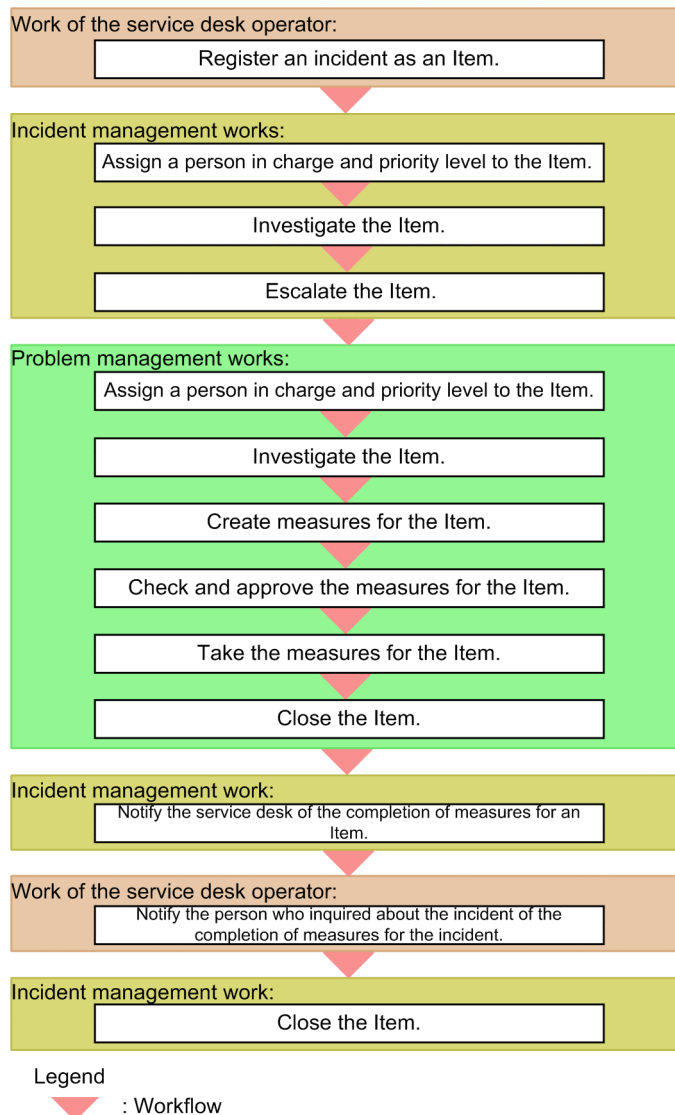 Work of the service desk operator:
Register an incident as an Item.
Incident management works:
Assign a person in charge and priority level to the Item.
Investigate the Item.
Escalate the Item.
Problem management works:
Assign a person in charge and priority level to the Item.
Investigate the Item.
Create measures for the Item.
Check and approve the measures for the Item.
Take the measures for the Item.
Close the Item.
Incident management work:
Notify the service desk of the completion of measures for an
Item.
Work of the service desk operator:
Notify the person who inquired about the incident of the
completion of measures for the incident.
Incident management work:
Close the Item.
Legend
: Workflow